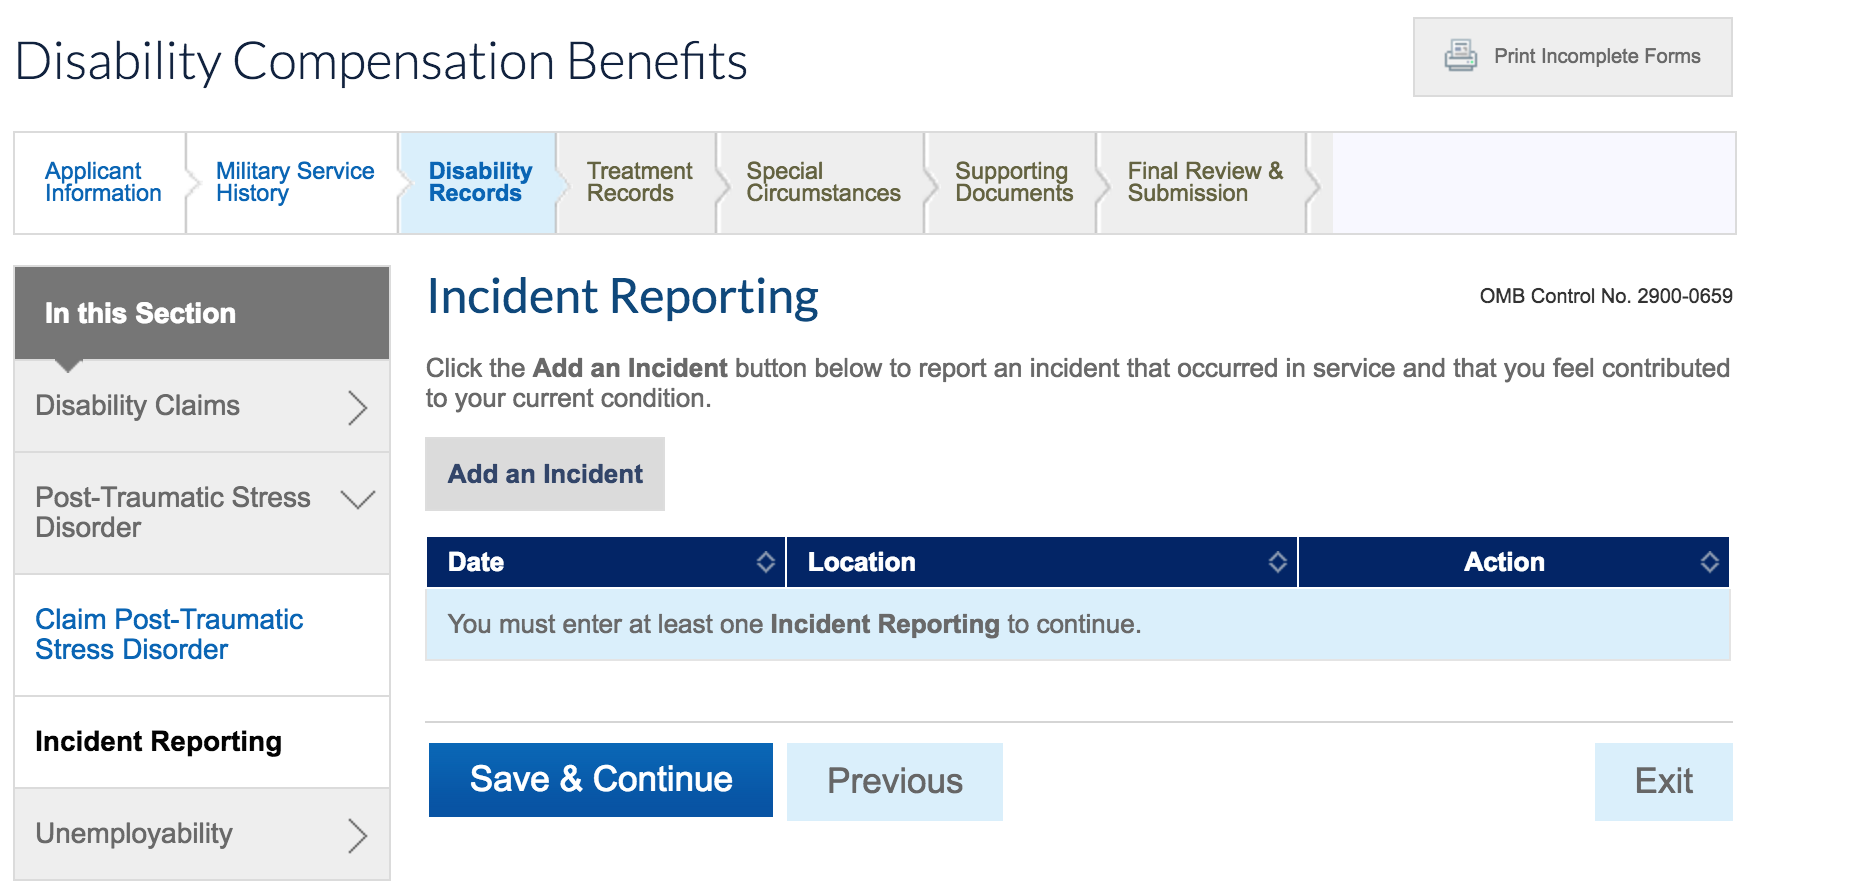 Disability Compensation Benefits
Print Incomplete Forms
Applicant
Information
Military Service
History
Disability
Records
Treatment
Records
Special
Circumstances
Supporting
Documents
Final Review &
Submission
In this Section
Disability Claims
Post-Traumatic Stress
Disorder
Claim Post-Traumatic
Stress Disorder
Incident Reporting
Unemployability
Incident Reporting
OMB Control No. 2900-0659
Click the Add an Incident button below to report an incident that occurred in service and that you feel contributed
to your current condition.
Add an Incident
Date
Location
Action
You must enter at least one Incident Reporting to continue.
Save & Continue
Previous
Exit